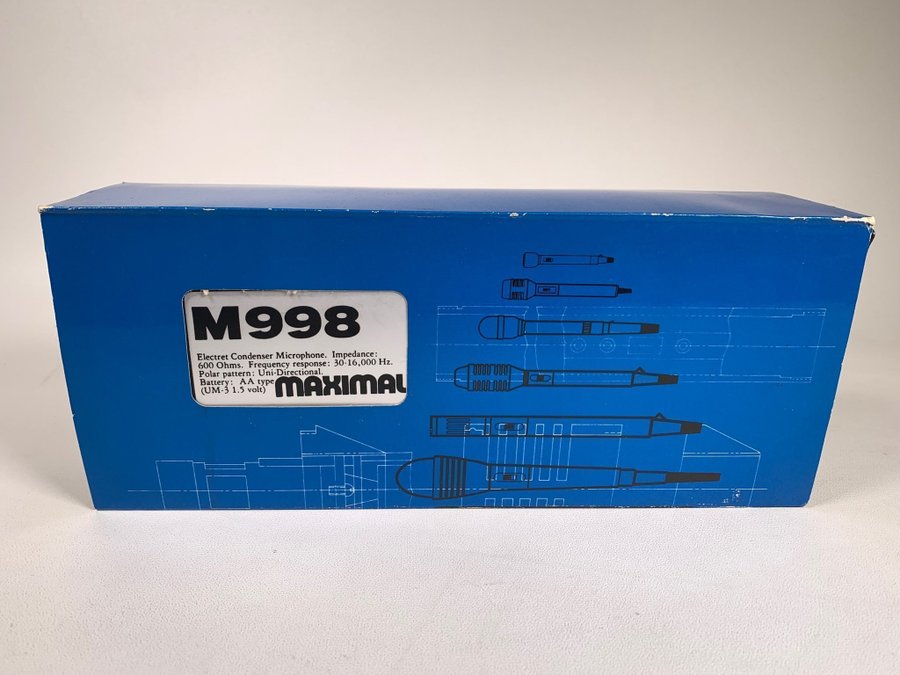 M998
Electret Condenser Microphone. Impedance:
600 Ohms. Frequency response: 30-16,000 Hz.
Polar pattern: Uni-Directional.
Battery: AA type
(UM-3 1.5 volt)
MAXIMAL